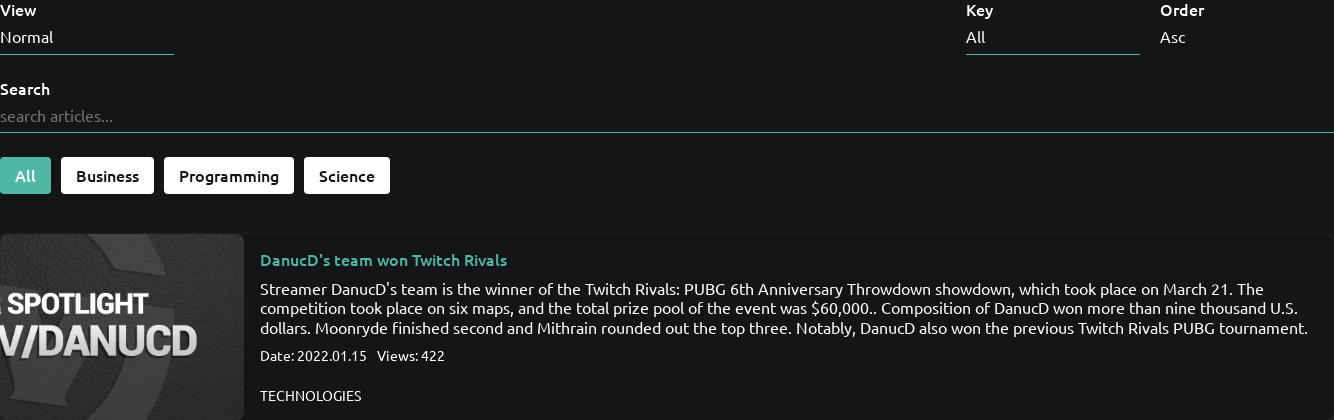 View
Key
Order
Normal
All
Asc
Search
search articles...
All
Business
Programming
Science
SPOTLIGHT
V/DANUCD
DanucD's team won Twitch Rivals
Streamer DanucD's team is the winner of the Twitch Rivals: PUBG 6th Anniversary Throwdown showdown, which took place on March 21. The
competition took place on six maps, and the total prize pool of the event was $60,000.. Composition of DanucD won more than nine thousand U.S.
dollars. Moonryde finished second and Mithrain rounded out the top three. Notably, DanucD also won the previous Twitch Rivals PUBG tournament.
Date: 2022.01.15 Views: 422
TECHNOLOGIES